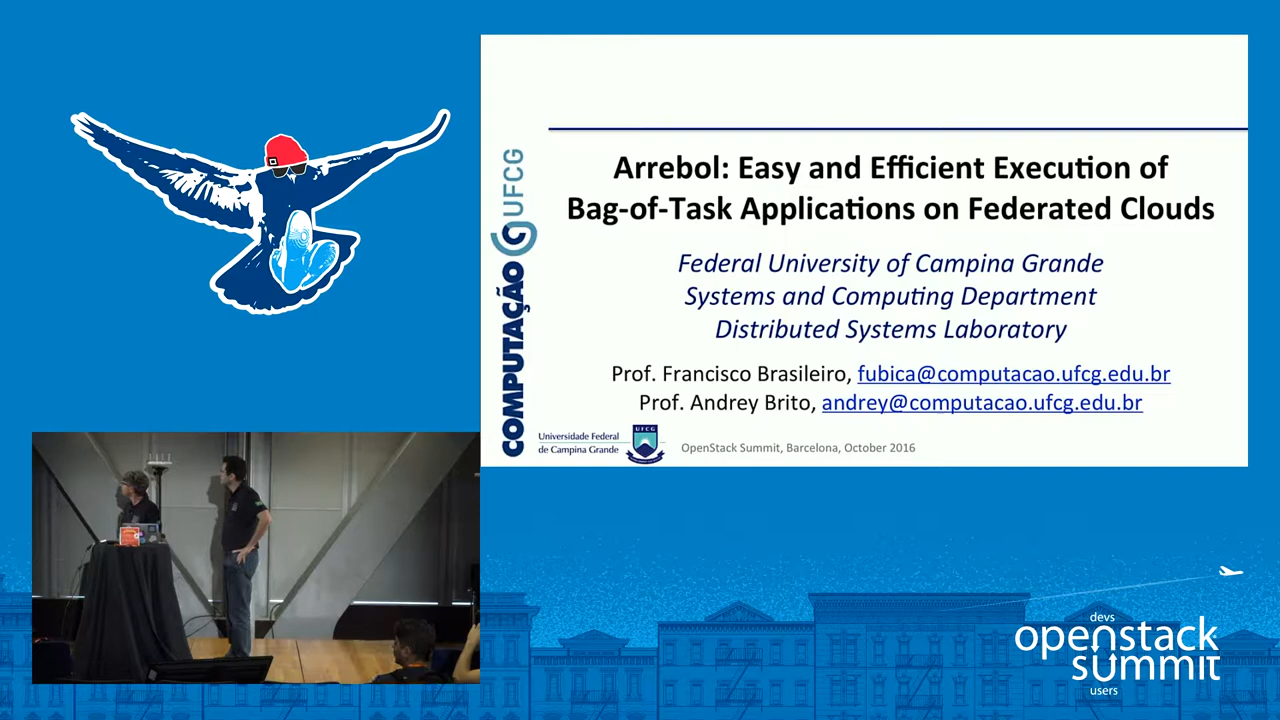 Arrebol: Easy and Efficient Execution of
Bag-of-Task Applications on Federated Clouds
Federal University of Campina Grande
Systems and Computing Department
Distributed Systems Laboratory
Prof. Francisco Brasileiro, fubica@computacao.ufcg.edu.br
Prof. Andrey Brito, andrey@computacao.ufcg.edu.br
COMPUTAÇÃO UFCG
Universidade Federal
de Campina Grande
UFCG
OpenStack Summit, Barcelona, October 2016
devs
openstack
summit
users